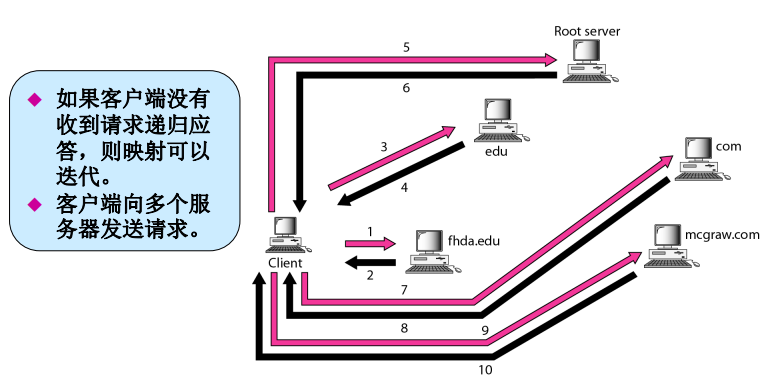 如果客户端没有
收到请求递归应
答，则映射可以
迭代。
客户端向多个服
务器发送请求。
Root server
5
6
edu
3
4
com
Client
1
2
fhda.edu
mcgraw.com
7
8
9
10